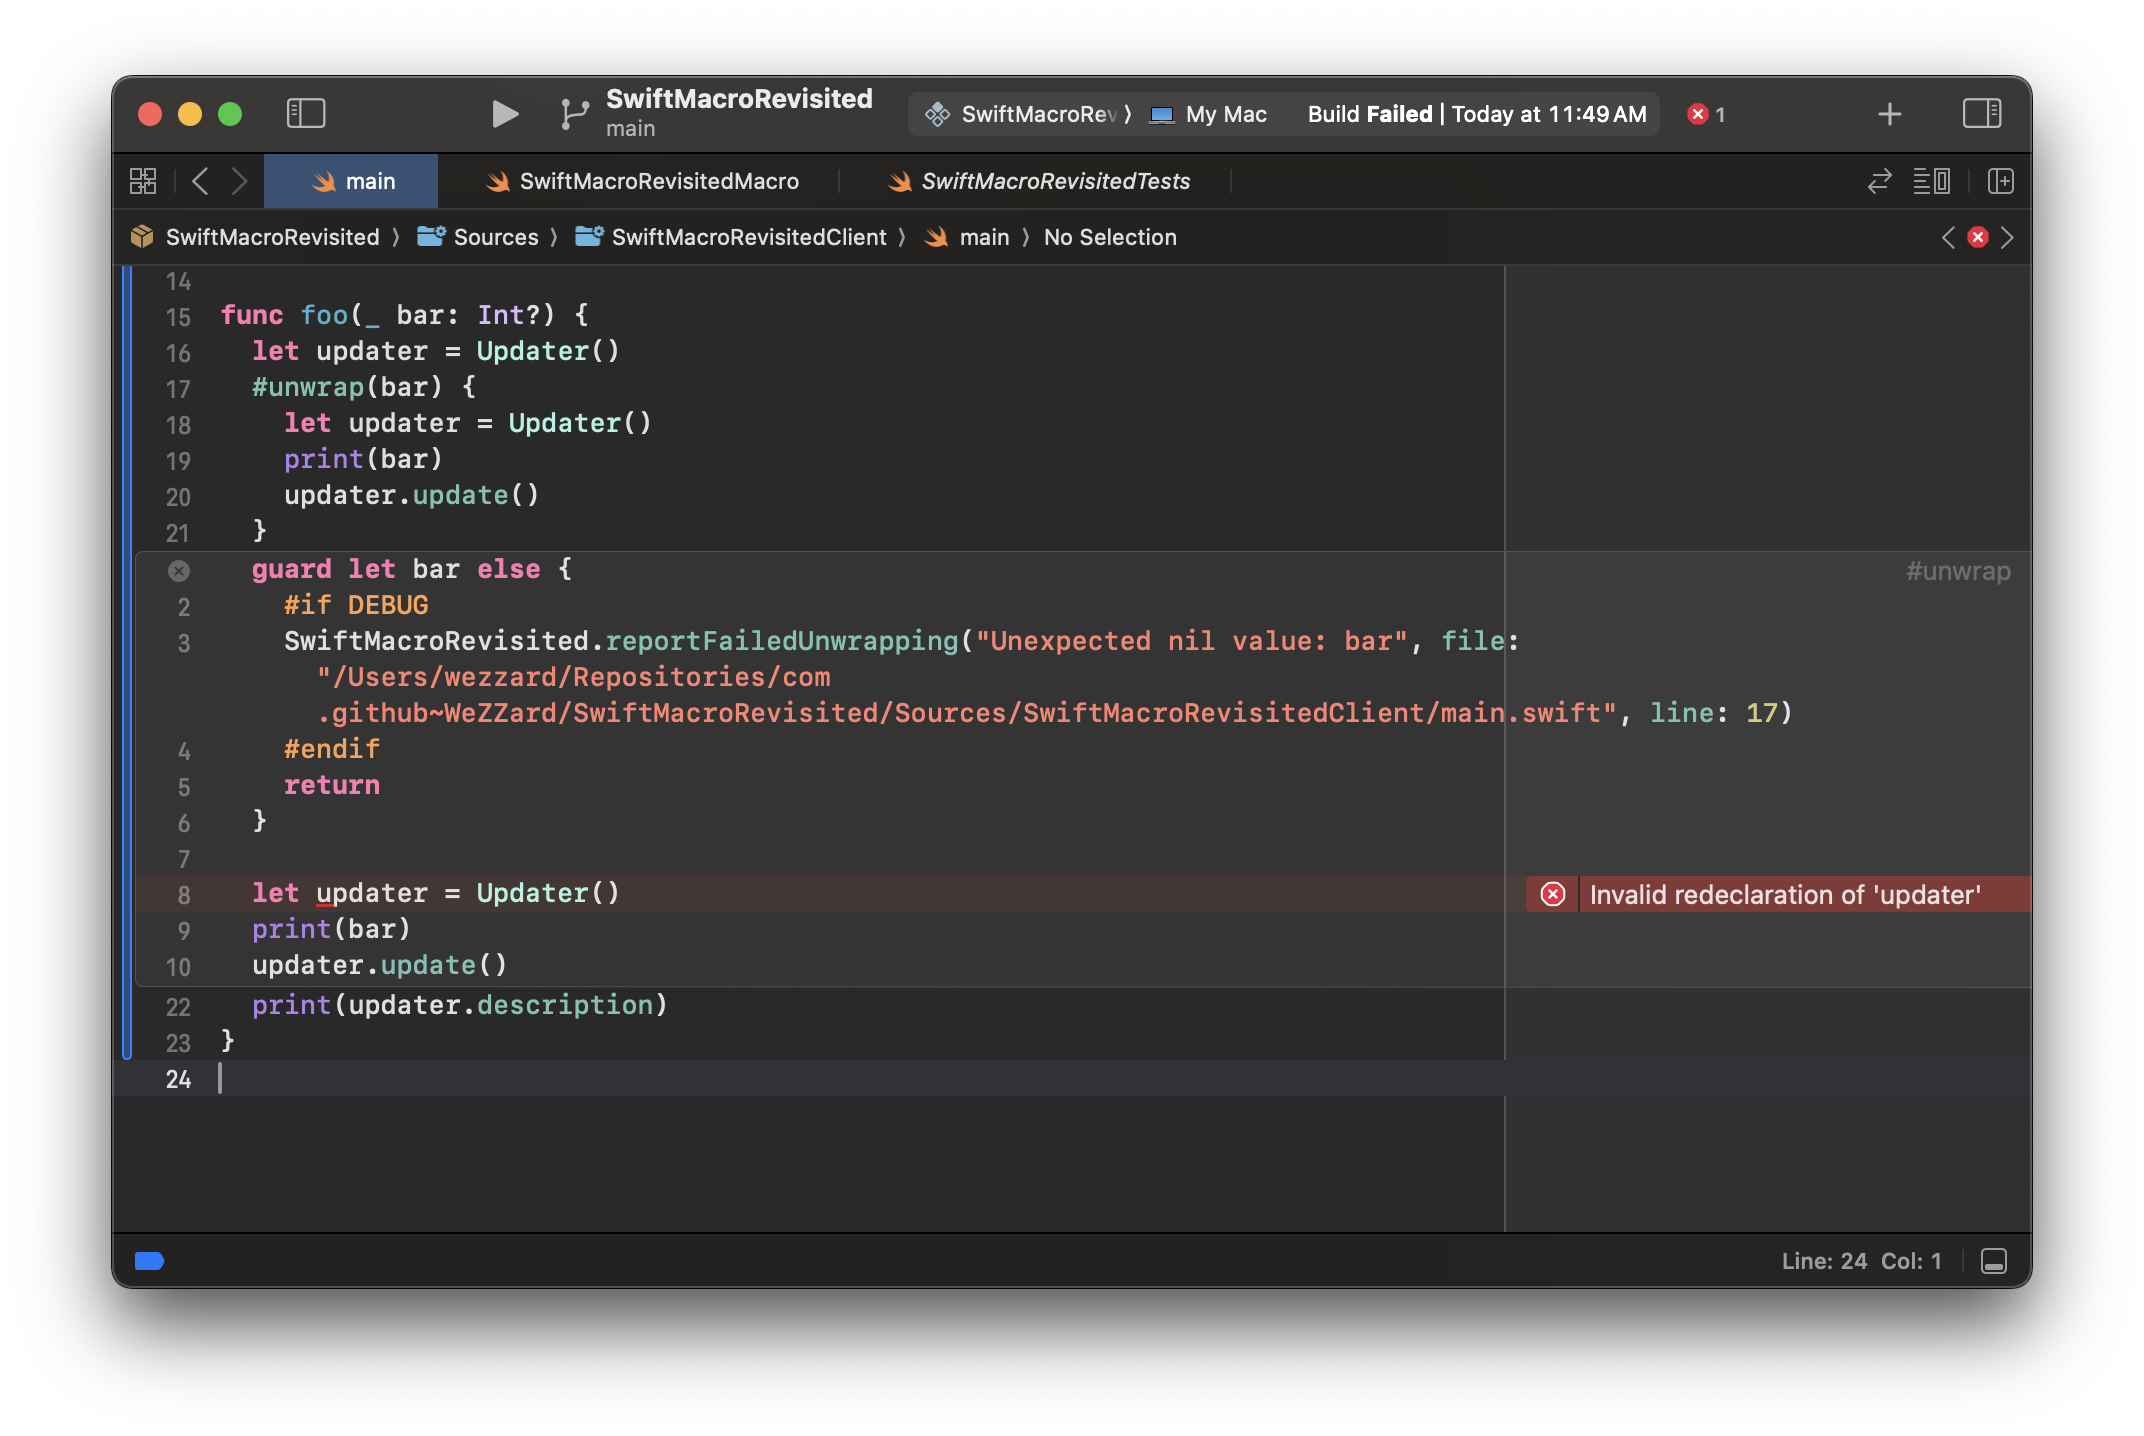 SwiftMacroRevisited
main
SwiftMacroRev 〉 My Mac Build Failed | Today at 11:49 AM 1
main SwiftMacroRevisitedMacro SwiftMacroRevisitedTests
SwiftMacroRevisited 〉 Sources 〉 SwiftMacroRevisitedClient 〉 main 〉 No Selection
14
15 func foo(_ bar: Int?) {
16 let updater = Updater()
17 #unwrap(bar) {
18 let updater = Updater()
19 print(bar)
20 updater.update()
21 }
guard let bar else { #unwrap
2 #if DEBUG
3 SwiftMacroRevisited.reportFailedUnwrapping("Unexpected nil value: bar", file:
"/Users/wezzard/Repositories/com
.github~WeZZard/SwiftMacroRevisited/Sources/SwiftMacroRevisitedClient/main.swift", line: 17)
4 #endif
5 return
6 }
7
8 let updater = Updater() Invalid redeclaration of 'updater'
9 print(bar)
10 updater.update()
22 print(updater.description)
23 }
24
Line: 24 Col: 1